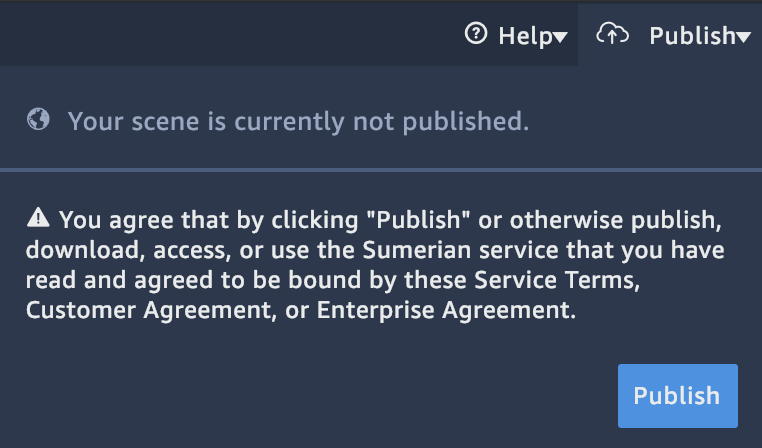 Help Publish
Your scene is currently not published.
You agree that by clicking "Publish" or otherwise publish,
download, access, or use the Sumerian service that you have
read and agreed to be bound by these Service Terms,
Customer Agreement, or Enterprise Agreement.
Publish